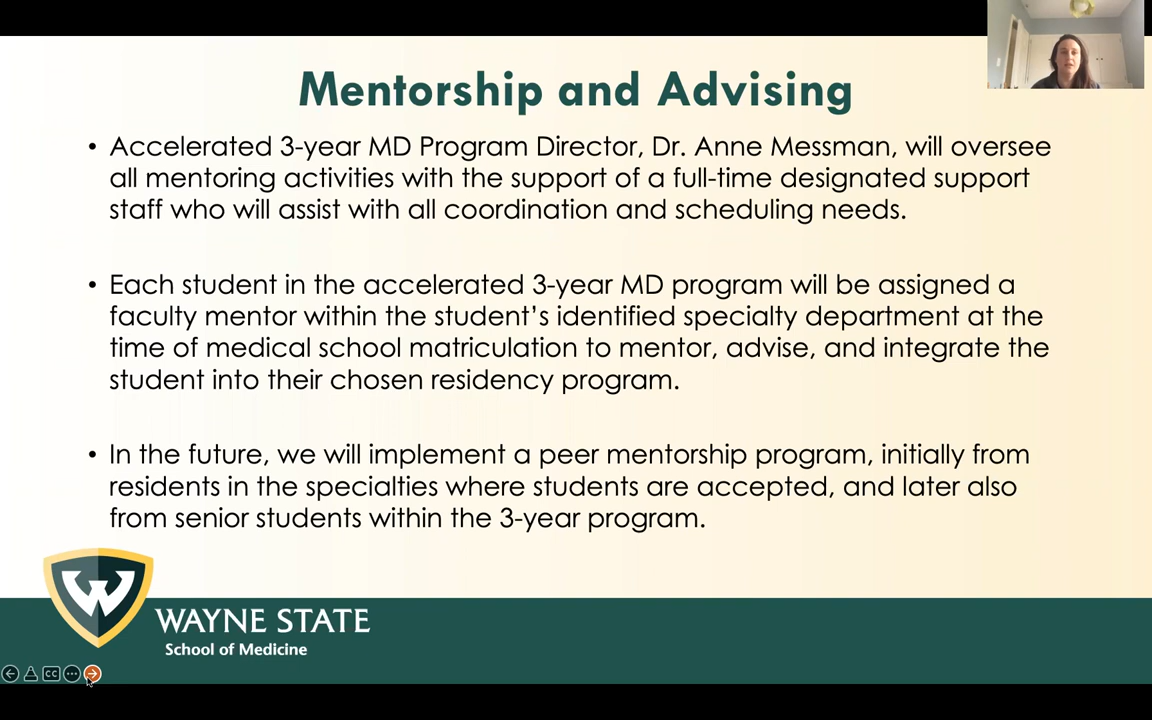 Mentorship and Advising
• Accelerated 3-year MD Program Director, Dr. Anne Messman, will oversee
all mentoring activities with the support of a full-time designated support
staff who will assist with all coordination and scheduling needs.
• Each student in the accelerated 3-year MD program will be assigned a
faculty mentor within the student’s identified specialty department at the
time of medical school matriculation to mentor, advise, and integrate the
student into their chosen residency program.
• In the future, we will implement a peer mentorship program, initially from
residents in the specialties where students are accepted, and later also
from senior students within the 3-year program.
W
WAYNE STATE
School of Medicine
CC